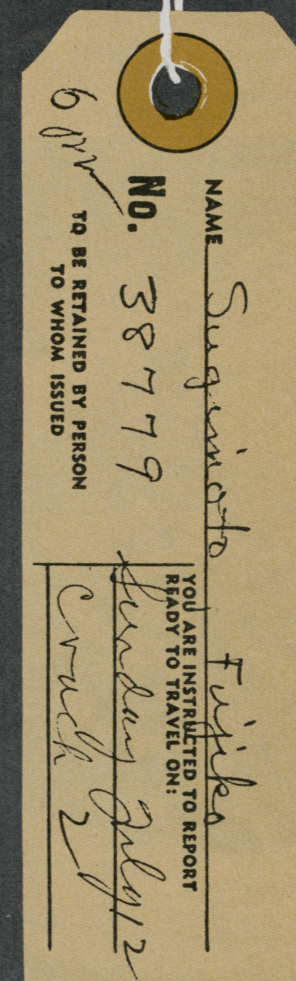 NAME Sugimoto Fujiko
No. 38779
6 PM
TO BE RETAINED BY PERSON
TO WHOM ISSUED
YOU ARE INSTRUCTED TO REPORT
READY TO TRAVEL ON:
Sunday July 12
Coach 2